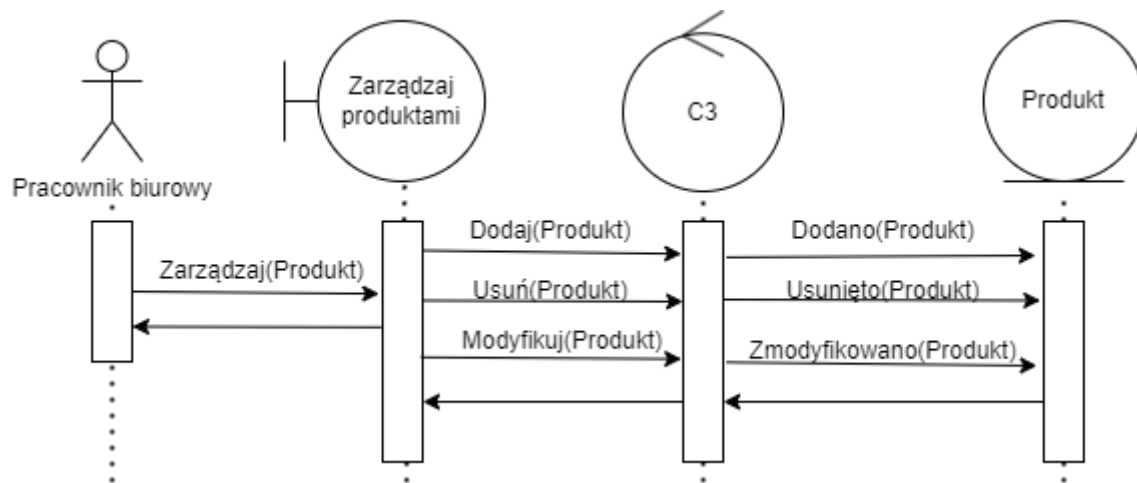 Zarządzaj
produktami
C3
Produkt
Pracownik biurowy
Dodaj(Produkt)
Dodano(Produkt)
Zarządzaj(Produkt)
Usuń(Produkt)
Usunięto(Produkt)
Modyfikuj(Produkt)
Zmodyfikowano(Produkt)